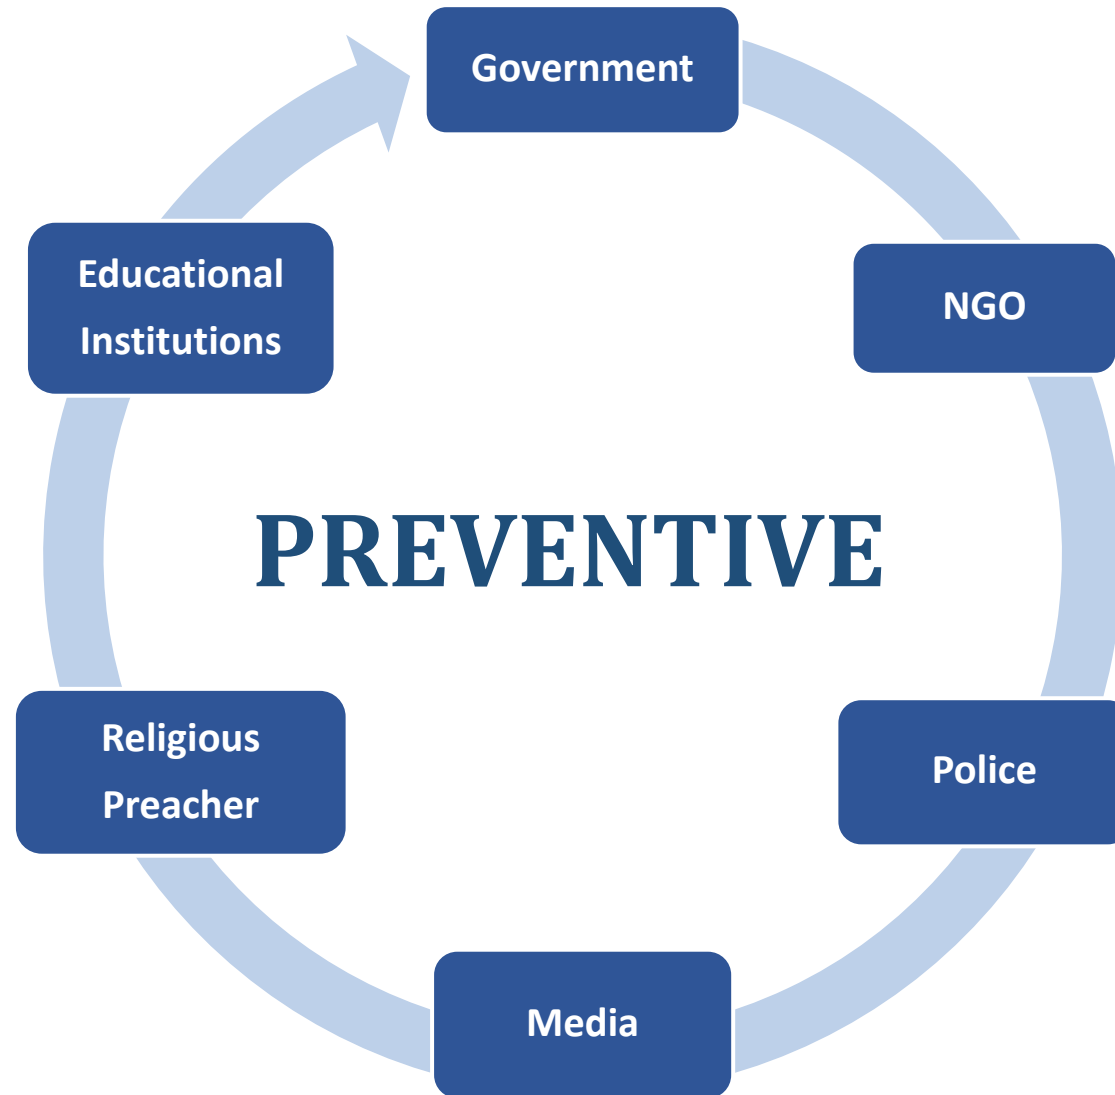 Government
NGO
Police
Media
Religious
Preacher
Educational
Institutions
PREVENTIVE